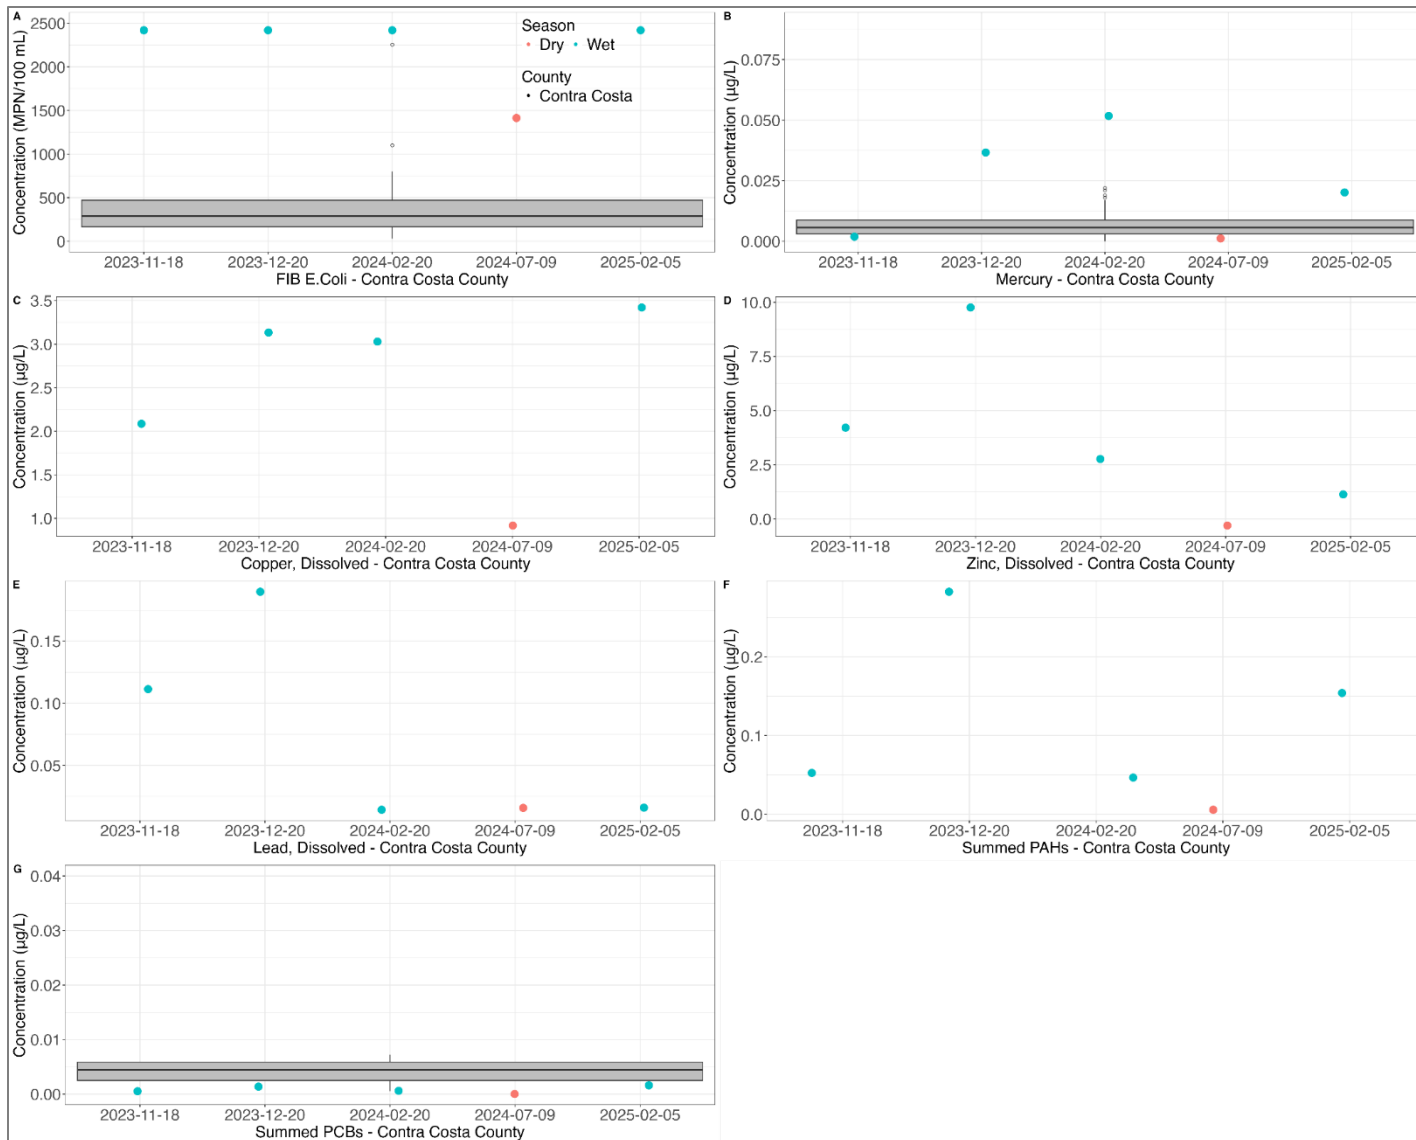 A
Concentration (MPN/100 mL)
2500
2000
1500
1000
500
0
Season
Dry Wet
County
Contra Costa
2023-11-18 2023-12-20 2024-02-20 2024-07-09 2025-02-05
FIB E.Coli - Contra Costa County
B
Concentration (µg/L)
0.075
0.050
0.025
0.000
2023-11-18 2023-12-20 2024-02-20 2024-07-09 2025-02-05
Mercury - Contra Costa County
C
Concentration (µg/L)
3.5
3.0
2.5
2.0
1.5
1.0
2023-11-18 2023-12-20 2024-02-20 2024-07-09 2025-02-05
Copper, Dissolved - Contra Costa County
D
Concentration (µg/L)
10.0
7.5
5.0
2.5
0.0
2023-11-18 2023-12-20 2024-02-20 2024-07-09 2025-02-05
Zinc, Dissolved - Contra Costa County
E
Concentration (µg/L)
0.15
0.10
0.05
2023-11-18 2023-12-20 2024-02-20 2024-07-09 2025-02-05
Lead, Dissolved - Contra Costa County
F
Concentration (µg/L)
0.2
0.1
0.0
2023-11-18 2023-12-20 2024-02-20 2024-07-09 2025-02-05
Summed PAHs - Contra Costa County
G
Concentration (µg/L)
0.04
0.03
0.02
0.01
0.00
2023-11-18 2023-12-20 2024-02-20 2024-07-09 2025-02-05
Summed PCBs - Contra Costa County